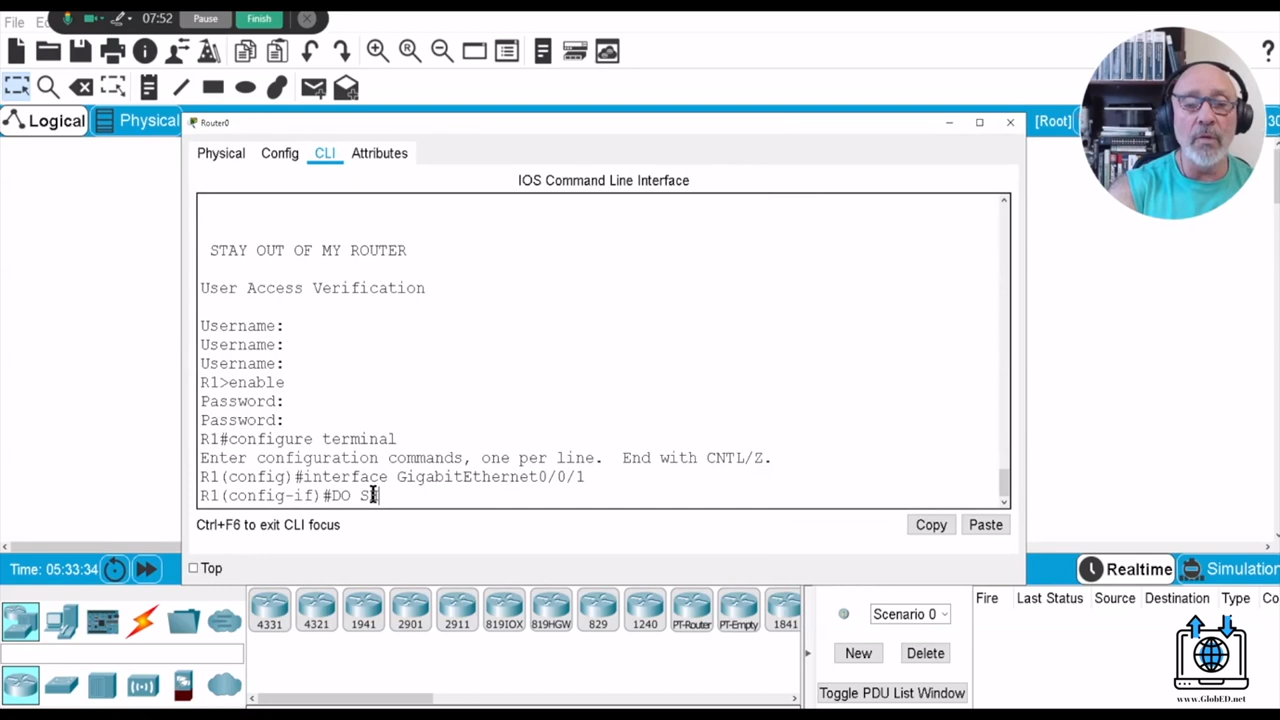 File
07:52
Pause
Finish
Logical
Physical
[Root]
Router0
Physical
Config
CLI
Attributes
IOS Command Line Interface
STAY OUT OF MY ROUTER
User Access Verification
Username:
Username:
Username:
R1>enable
Password:
Password:
R1#configure terminal
Enter configuration commands, one per line.  End with CNTL/Z.
R1(config)#interface GigabitEthernet0/0/1
R1(config-if)#DO
Ctrl+F6 to exit CLI focus
Copy
Paste
Top
Time: 05:33:34
Realtime
Simulation
4331
4321
1941
2901
2911
819IOX
819HGW
829
1240
PT-Router
PT-Empty
1841
Scenario 0
New
Delete
Toggle PDU List Window
Fire
Last Status
Source
Destination
Type
Co
www.GlobED.net